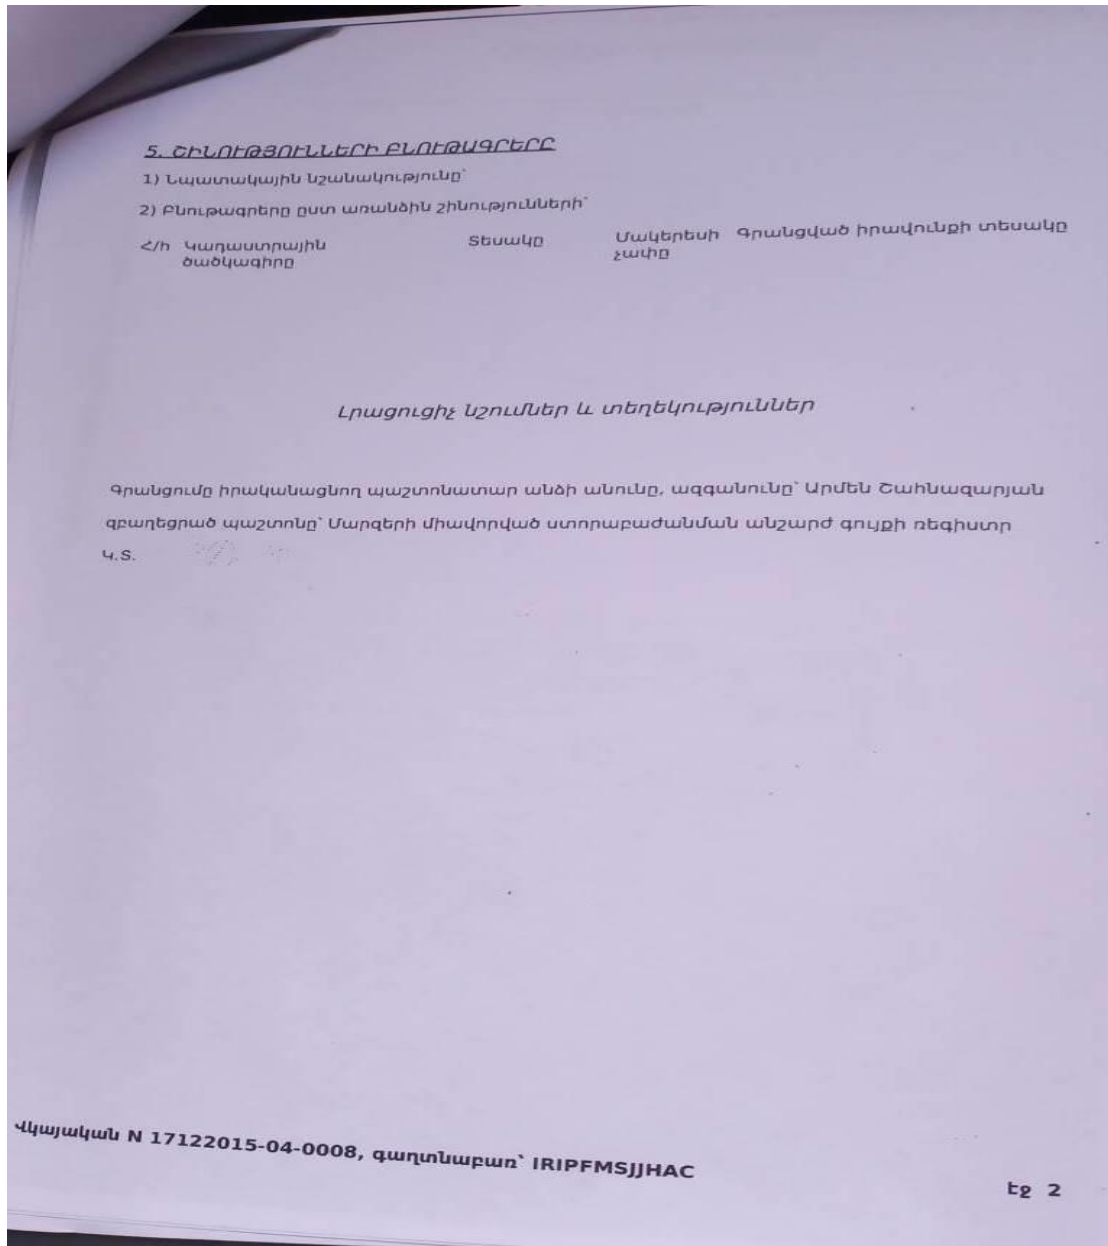 5. ՇԻՆՈՒԹՅՈՒՆՆԵՐԻ ԲՆՈՒԹԱԳՐԵՐԸ
1) Նպատակային նշանակությունը՝
2) Բնութագրերը ըստ առանձին շինությունների՝
Հ/հ Կադաստրային Տեսակը Մակերեսի Գրանցված իրավունքի տեսակը
ծածկագիրը չափը
Լրացուցիչ նշումներ և տեղեկություններ
Գրանցումը իրականացնող պաշտոնատար անձի անունը, ազգանունը՝ Արմեն Շահնազարյան
զբաղեցրած պաշտոնը՝ Մարզերի միավորված ստորաբաժանման անշարժ գույքի ռեգիստր
Կ.Տ.
Վկայական N 17122015-04-0008, գաղտնաբառ՝ IRIPFMSJJHAC
էջ 2